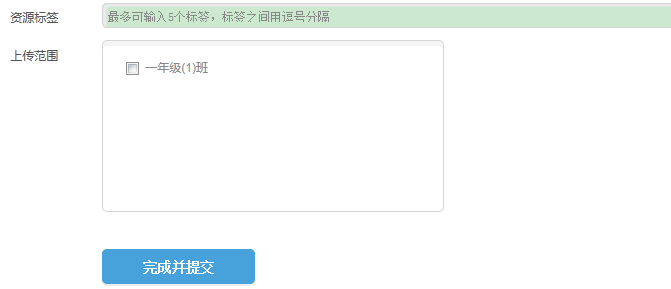 资源标签
最多可输入5个标签，标签之间用逗号分隔
上传范围
一年级(1)班
完成并提交